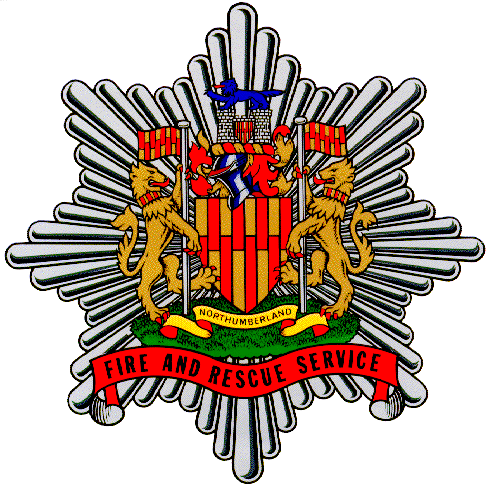 NORTHUMBERLAND
FIRE AND RESCUE SERVICE